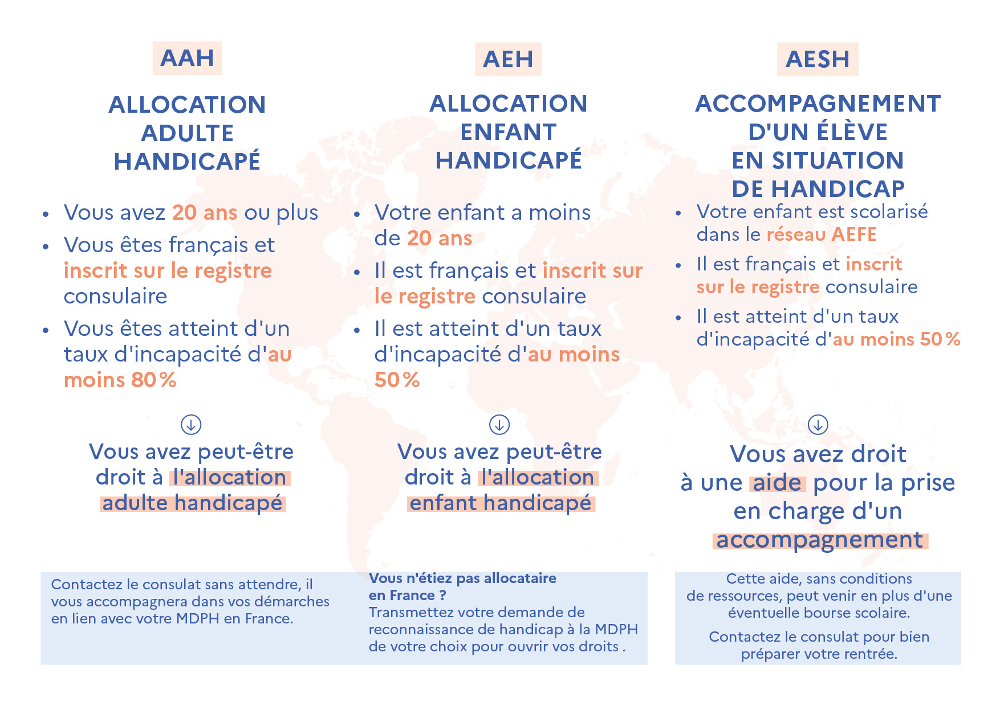 AAH
ALLOCATION
ADULTE
HANDICAPÉ
• Vous avez 20 ans ou plus
• Vous êtes français et
inscrit sur le registre
consulaire
• Vous êtes atteint d'un
taux d'incapacité d'au
moins 80 %
Vous avez peut-être
droit à l'allocation
adulte handicapé
AEH
ALLOCATION
ENFANT
HANDICAPÉ
• Votre enfant a moins
de 20 ans
• Il est français et inscrit sur
le registre consulaire
• Il est atteint d'un taux
d'incapacité d'au moins
50 %
Vous avez peut-être
droit à l'allocation
enfant handicapé
Contactez le consulat sans attendre, il
vous accompagnera dans vos démarches
en lien avec votre MDPH en France.
Vous n'étiez pas allocataire
en France ?
Transmettez votre demande de
reconnaissance de handicap à la MDPH
de votre choix pour ouvrir vos droits .
AESH
ACCOMPAGNEMENT
D'UN ÉLÈVE
EN SITUATION
DE HANDICAP
• Votre enfant est scolarisé
dans le réseau AEFE
• Il est français et inscrit
sur le registre consulaire
• Il est atteint d'un taux
d'incapacité d'au moins 50 %
Vous avez droit
à une aide pour la prise
en charge d'un
accompagnement
Cette aide, sans conditions
de ressources, peut venir en plus d'une
éventuelle bourse scolaire.
Contactez le consulat pour bien
préparer votre rentrée.